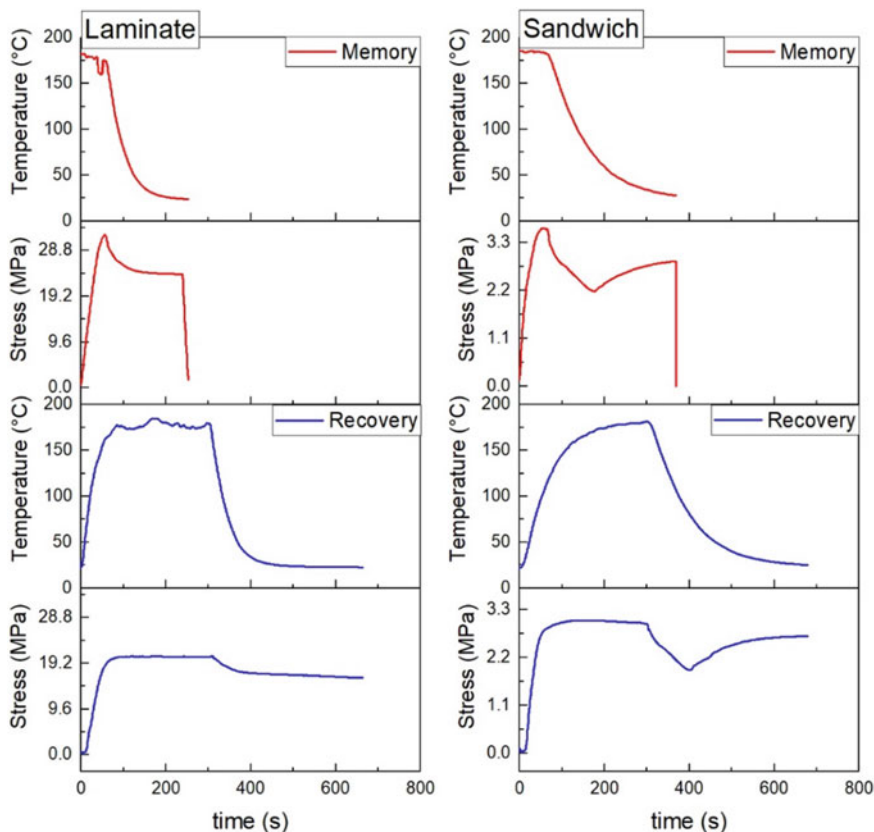 Laminate
Sandwich
200
150
100
50
0
Temperature (°C)
Memory
200
150
100
50
0
Temperature (°C)
Memory
28.8
19.2
9.6
0.0
Stress (MPa)
3.3
2.2
1.1
0.0
Stress (MPa)
200
150
100
50
0
Temperature (°C)
Recovery
200
150
100
50
0
Temperature (°C)
Recovery
28.8
19.2
9.6
0.0
Stress (MPa)
3.3
2.2
1.1
0.0
Stress (MPa)
0 200 400 600 800
0 200 400 600 800
time (s)
time (s)